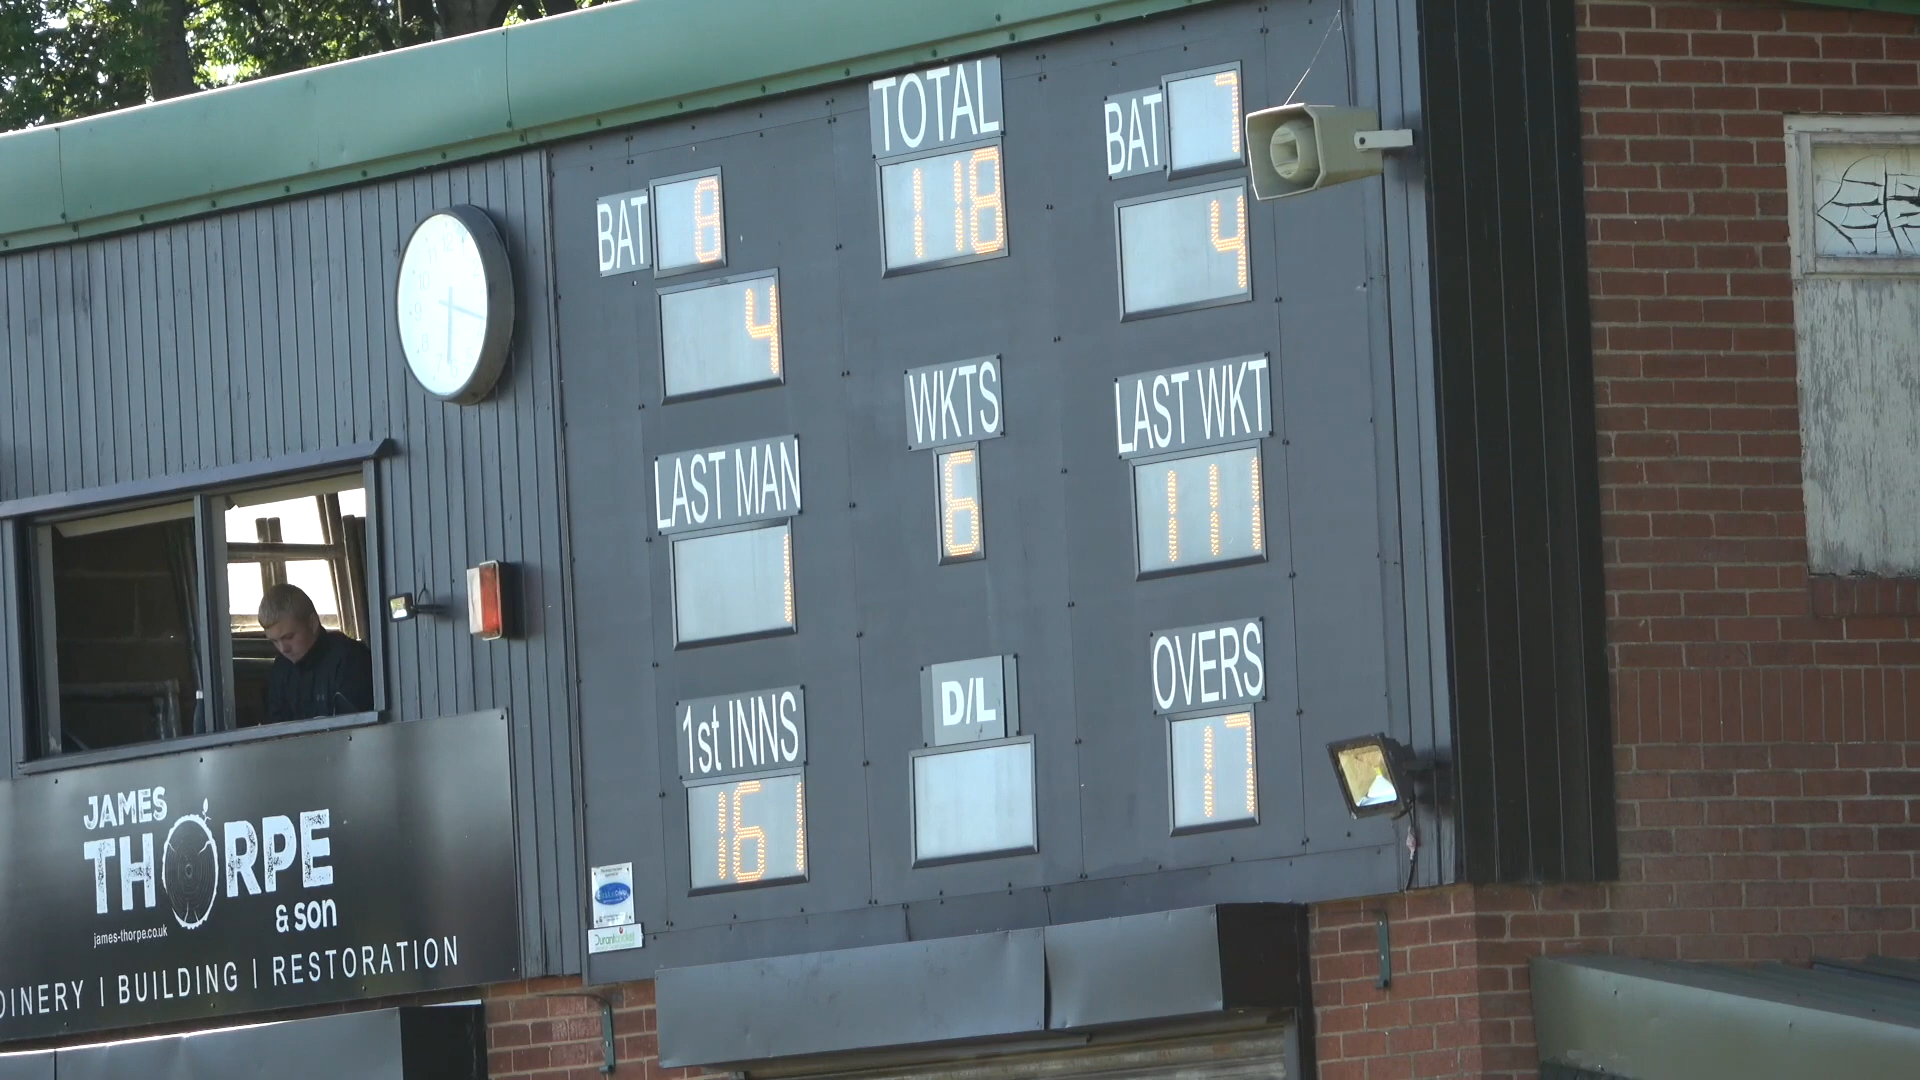 TOTAL
118
BAT 7
4
BAT 8
4
WKTS
6
LAST WKT
111
LAST MAN
1
OVERS
17
D/L
1st INNS
161
JAMES
THORPE
& SON
james-thorpe.co.uk
OINERY | BUILDING | RESTORATION